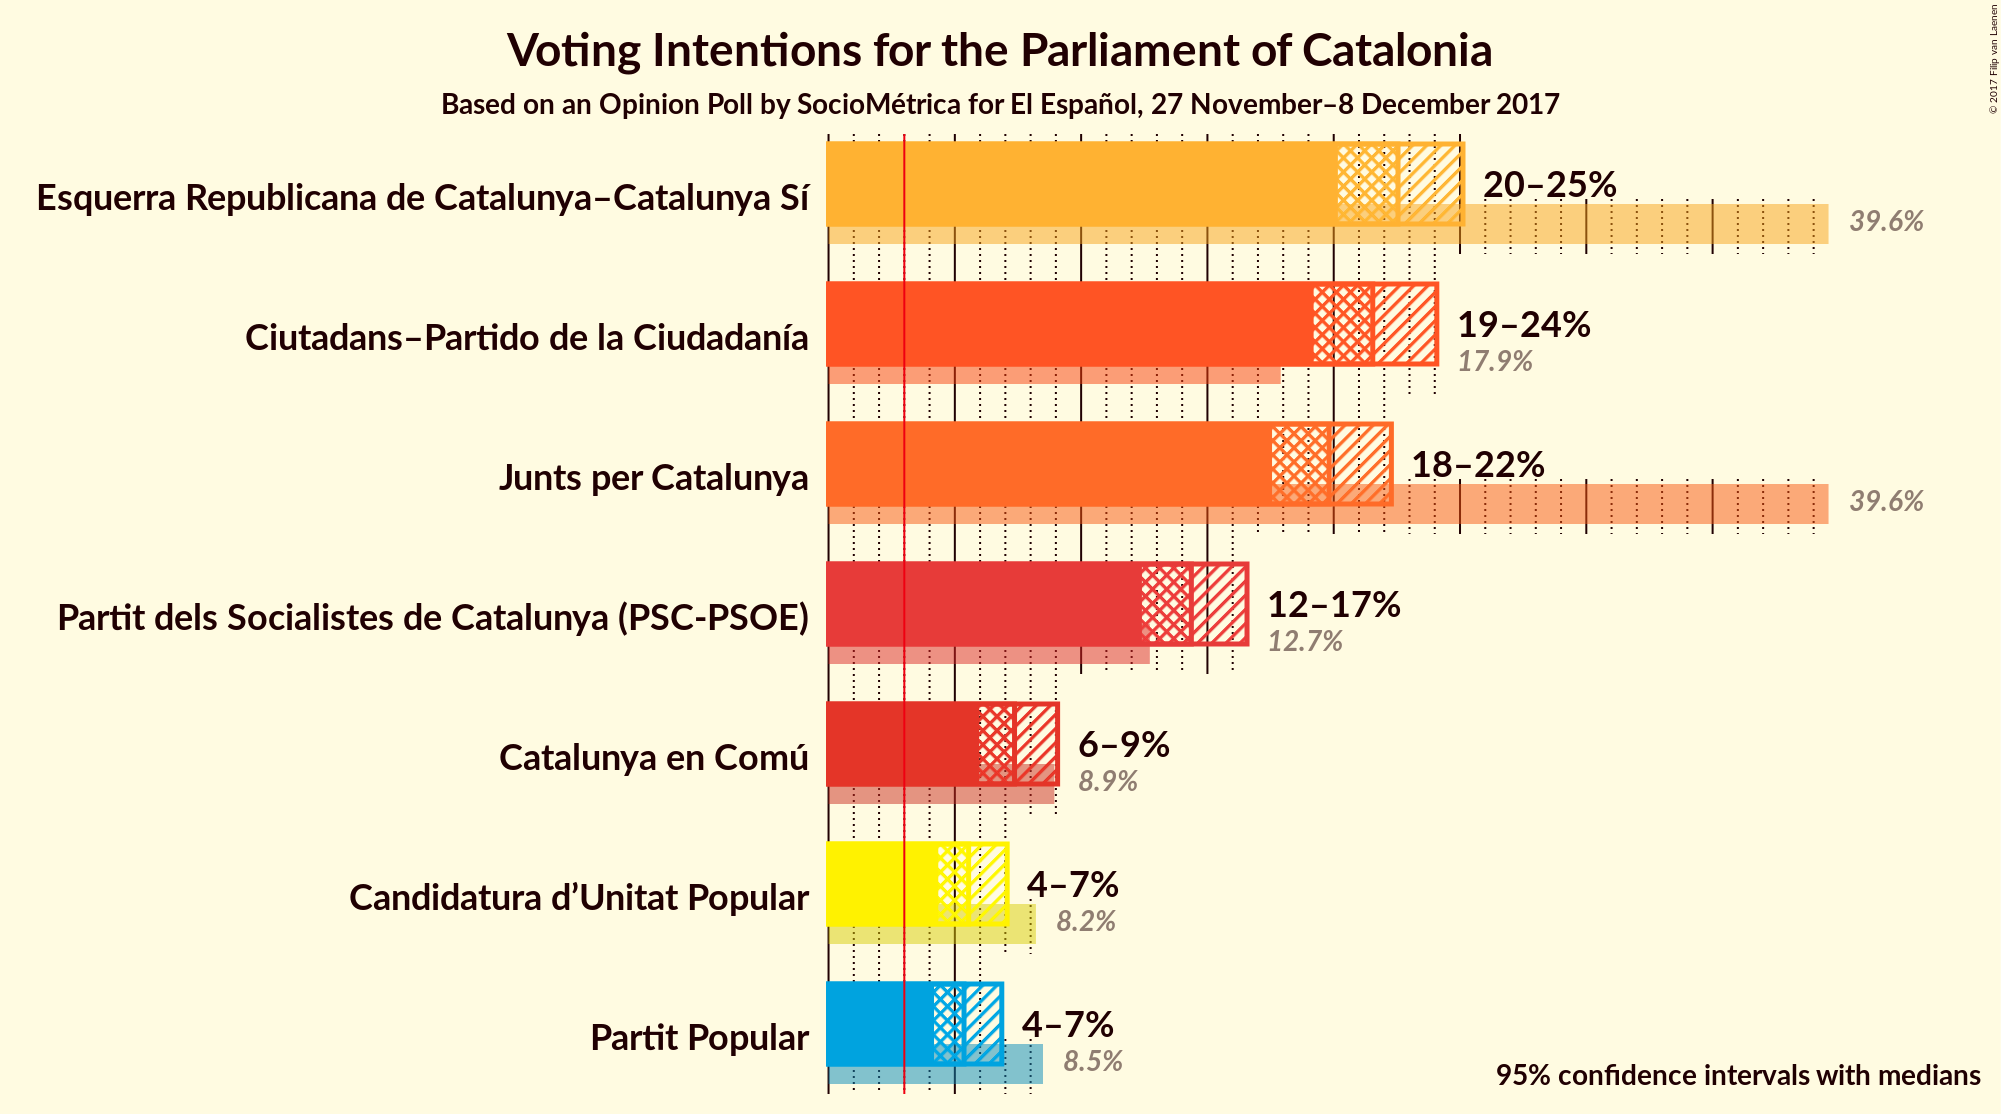 Voting Intentions for the Parliament of Catalonia
Based on an Opinion Poll by SocioMétrica for El Español, 27 November–8 December 2017
© 2017 Filip van Laenen
Esquerra Republicana de Catalunya–Catalunya Sí
20–25%
39.6%
Ciutadans–Partido de la Ciudadanía
19–24%
17.9%
Junts per Catalunya
18–22%
39.6%
Partit dels Socialistes de Catalunya (PSC-PSOE)
12–17%
12.7%
Catalunya en Comú
6–9%
8.9%
Candidatura d’Unitat Popular
4–7%
8.2%
Partit Popular
4–7%
8.5%
95% confidence intervals with medians